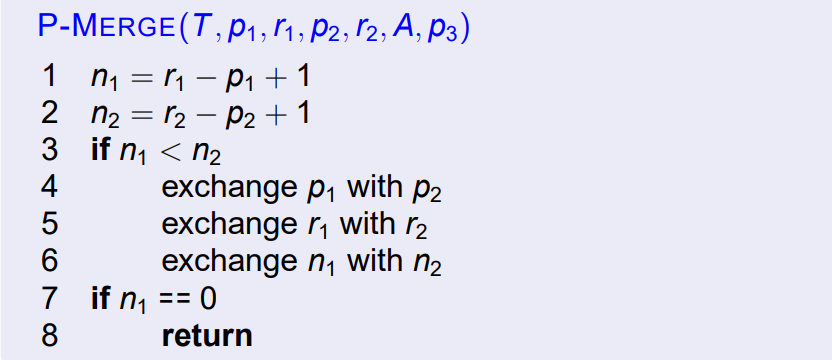 P-MERGE(T, p₁, r₁, p₂, r₂, A, p₃)
1 n₁ = r₁ − p₁ + 1
2 n₂ = r₂ − p₂ + 1
3 if n₁ < n₂
4 exchange p₁ with p₂
5 exchange r₁ with r₂
6 exchange n₁ with n₂
7 if n₁ == 0
8 return